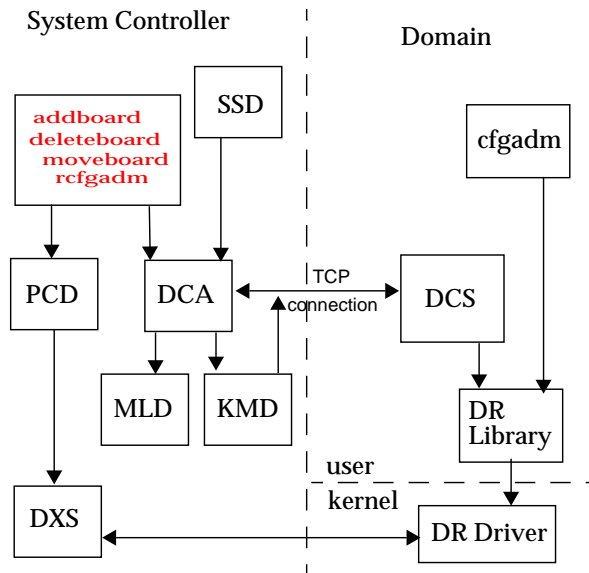 System Controller
Domain
addboard
deleteboard
moveboard
rcfgadm
SSD
cfgadm
PCD
DCA
TCP
connection
DCS
MLD
KMD
DR
Library
user
kernel
DXS
DR Driver